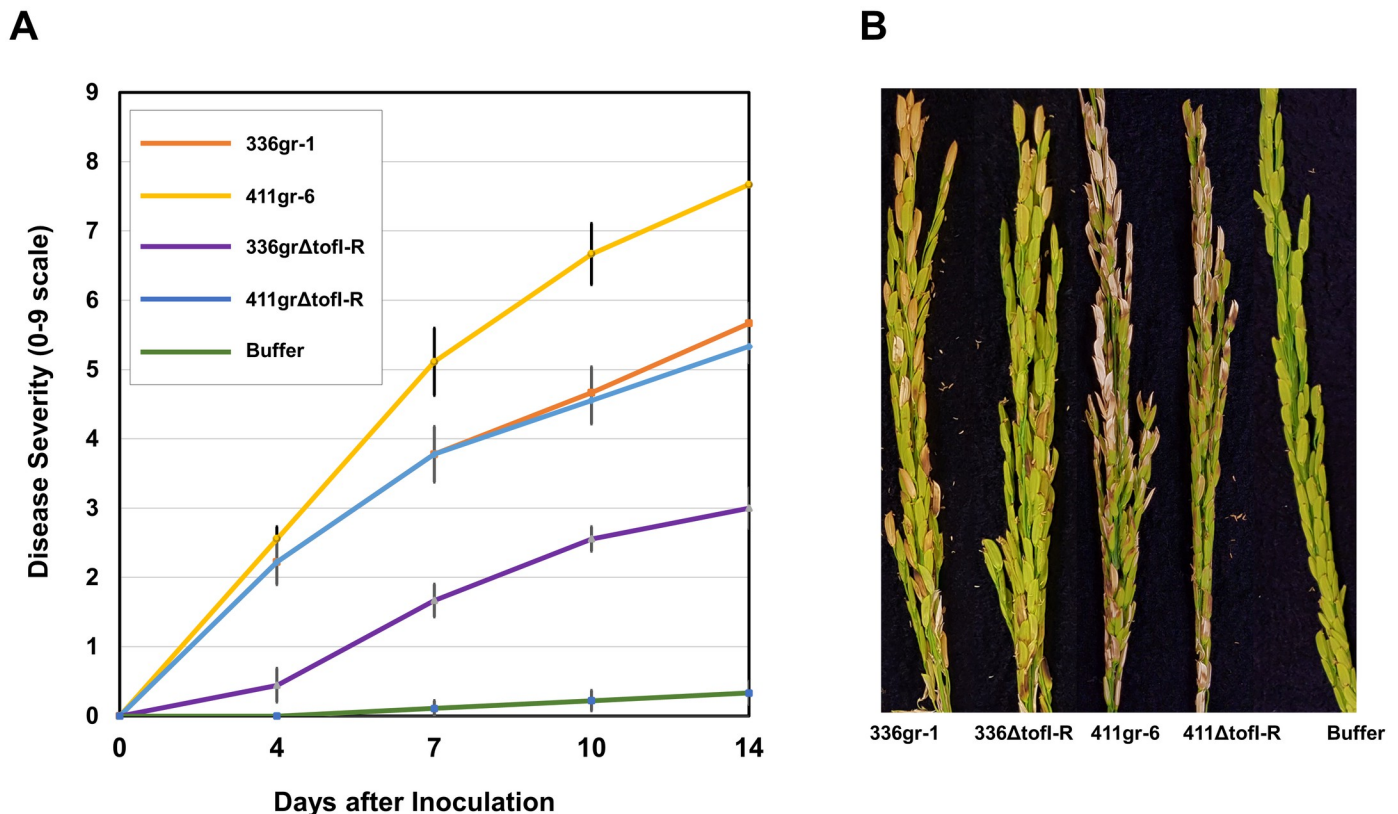 A
B
9
8
7
6
5
4
3
2
1
0
Disease Severity (0-9 scale)
336gr-1
411gr-6
336grΔtofI-R
411grΔtofI-R
Buffer
0 4 7 10 14
Days after Inoculation
336gr-1 336ΔtofI-R 411gr-6 411ΔtofI-R Buffer